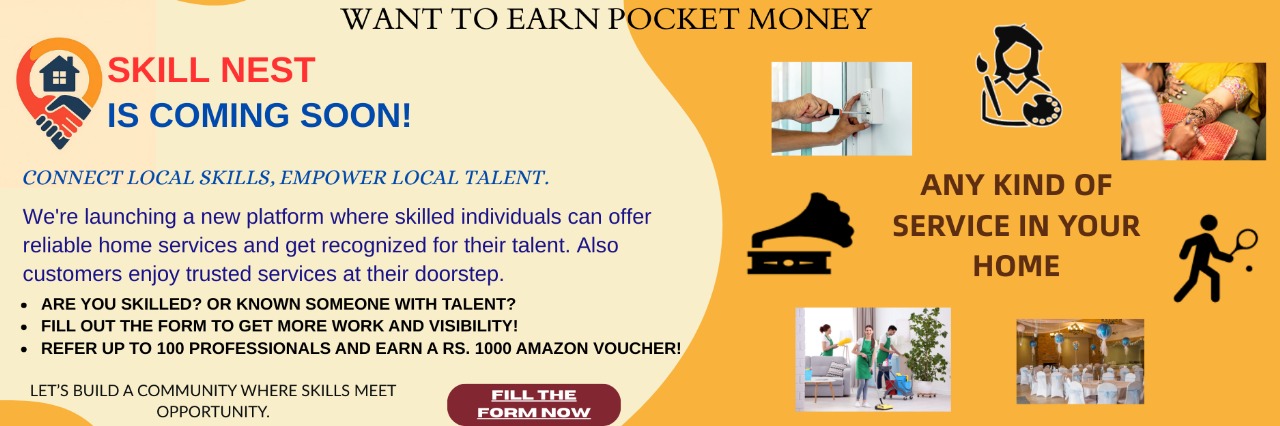 WANT TO EARN POCKET MONEY
SKILL NEST
IS COMING SOON!
CONNECT LOCAL SKILLS, EMPOWER LOCAL TALENT.
We're launching a new platform where skilled individuals can offer
reliable home services and get recognized for their talent. Also
customers enjoy trusted services at their doorstep.
• ARE YOU SKILLED? OR KNOWN SOMEONE WITH TALENT?
• FILL OUT THE FORM TO GET MORE WORK AND VISIBILITY!
• REFER UP TO 100 PROFESSIONALS AND EARN A RS. 1000 AMAZON VOUCHER!
LET'S BUILD A COMMUNITY WHERE SKILLS MEET
OPPORTUNITY.
FILL THE
FORM NOW
ANY KIND OF
SERVICE IN YOUR
HOME